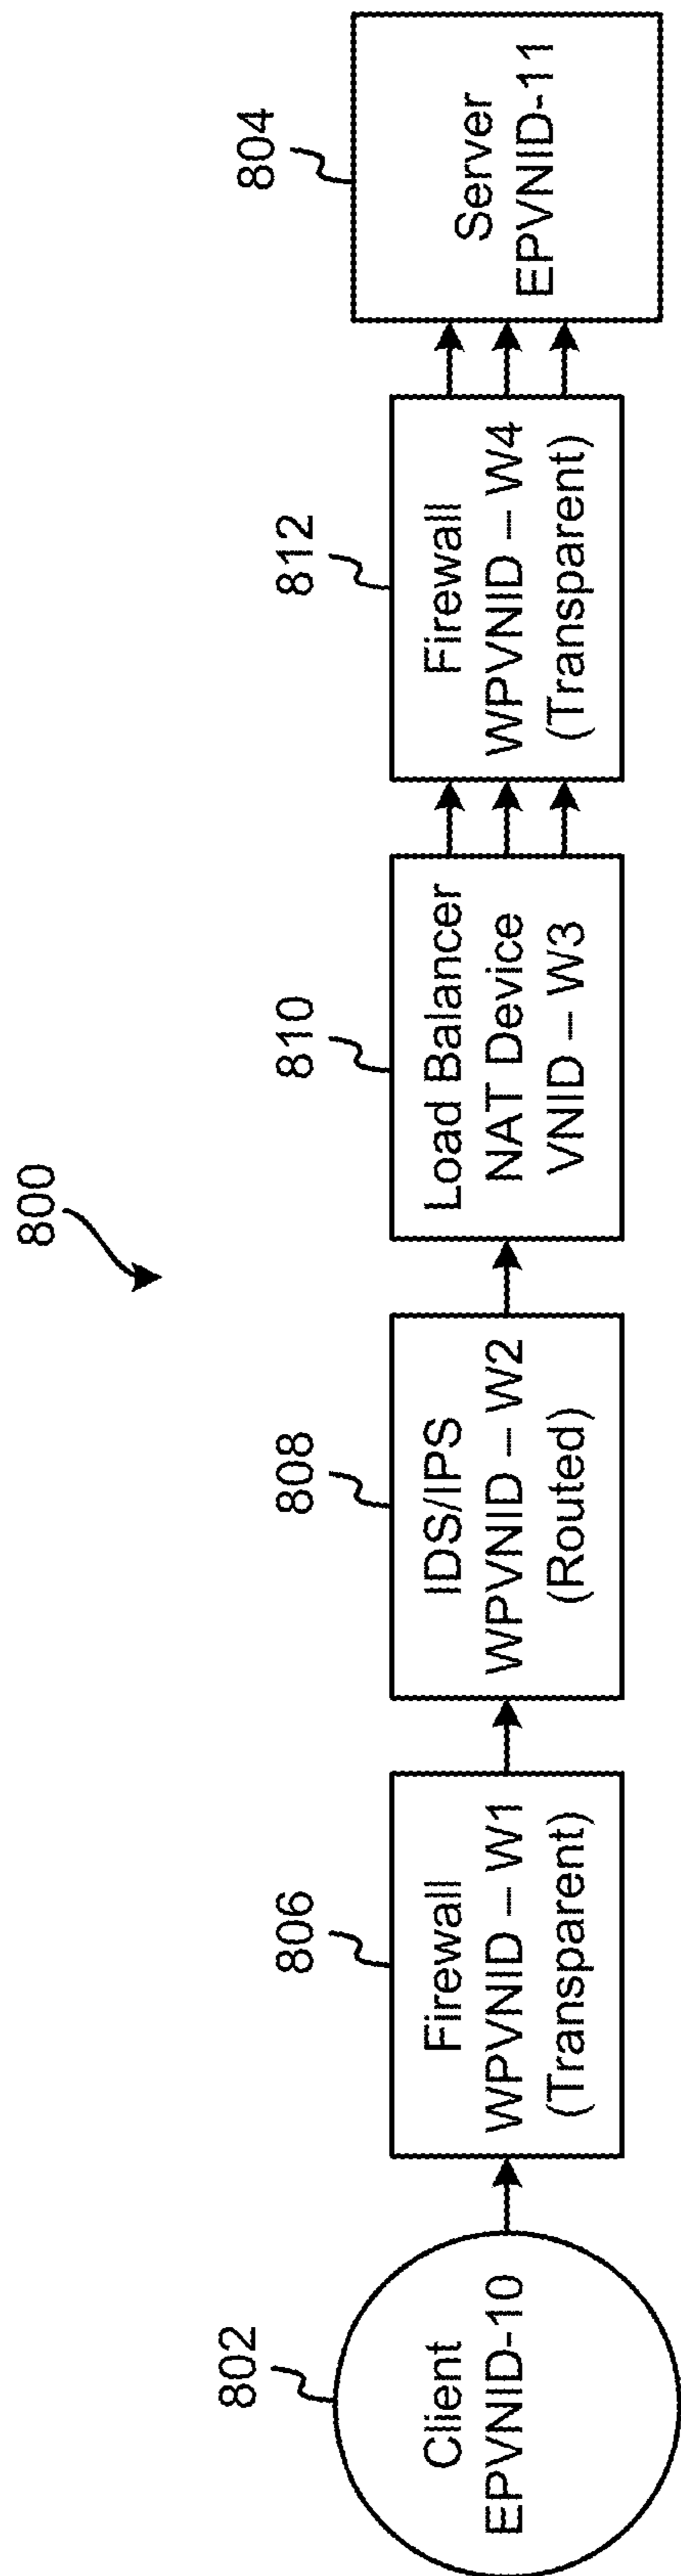 800
802
Client
EPVNID-10
806
Firewall
WPVNID – W1
(Transparent)
808
IDS/IPS
WPVNID – W2
(Routed)
810
Load Balancer
NAT Device
VNID – W3
812
Firewall
WPVNID – W4
(Transparent)
804
Server
EPVNID-11